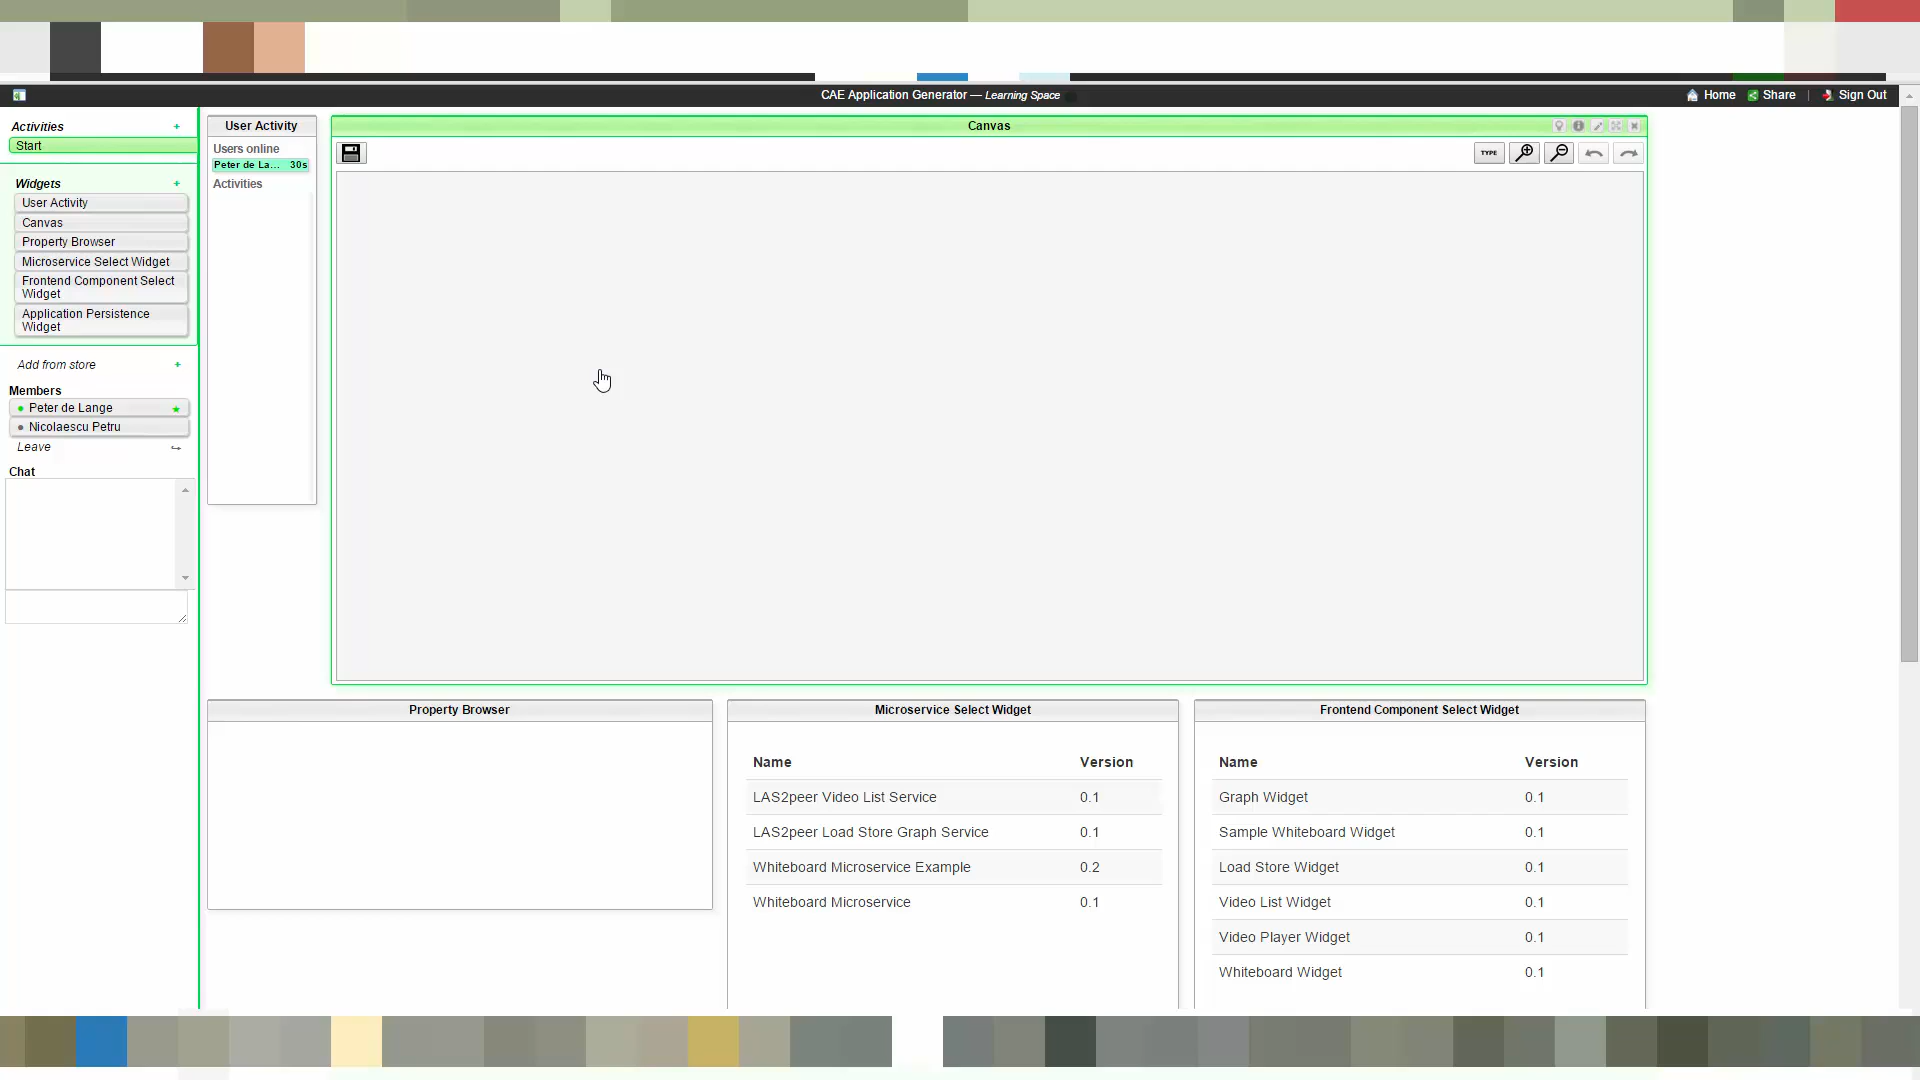 CAE Application Generator — Learning Space
Home
Share
Sign Out
Activities
Start
Widgets
User Activity
Canvas
Property Browser
Microservice Select Widget
Frontend Component Select
Widget
Application Persistence
Widget
Add from store
Members
Peter de Lange
Nicolaescu Petru
Leave
Chat
User Activity
Users online
Peter de La... 30s
Activities
Canvas
TYPE
Property Browser
Microservice Select Widget
Name Version
LAS2peer Video List Service 0.1
LAS2peer Load Store Graph Service 0.1
Whiteboard Microservice Example 0.2
Whiteboard Microservice 0.1
Frontend Component Select Widget
Name Version
Graph Widget 0.1
Sample Whiteboard Widget 0.1
Load Store Widget 0.1
Video List Widget 0.1
Video Player Widget 0.1
Whiteboard Widget 0.1